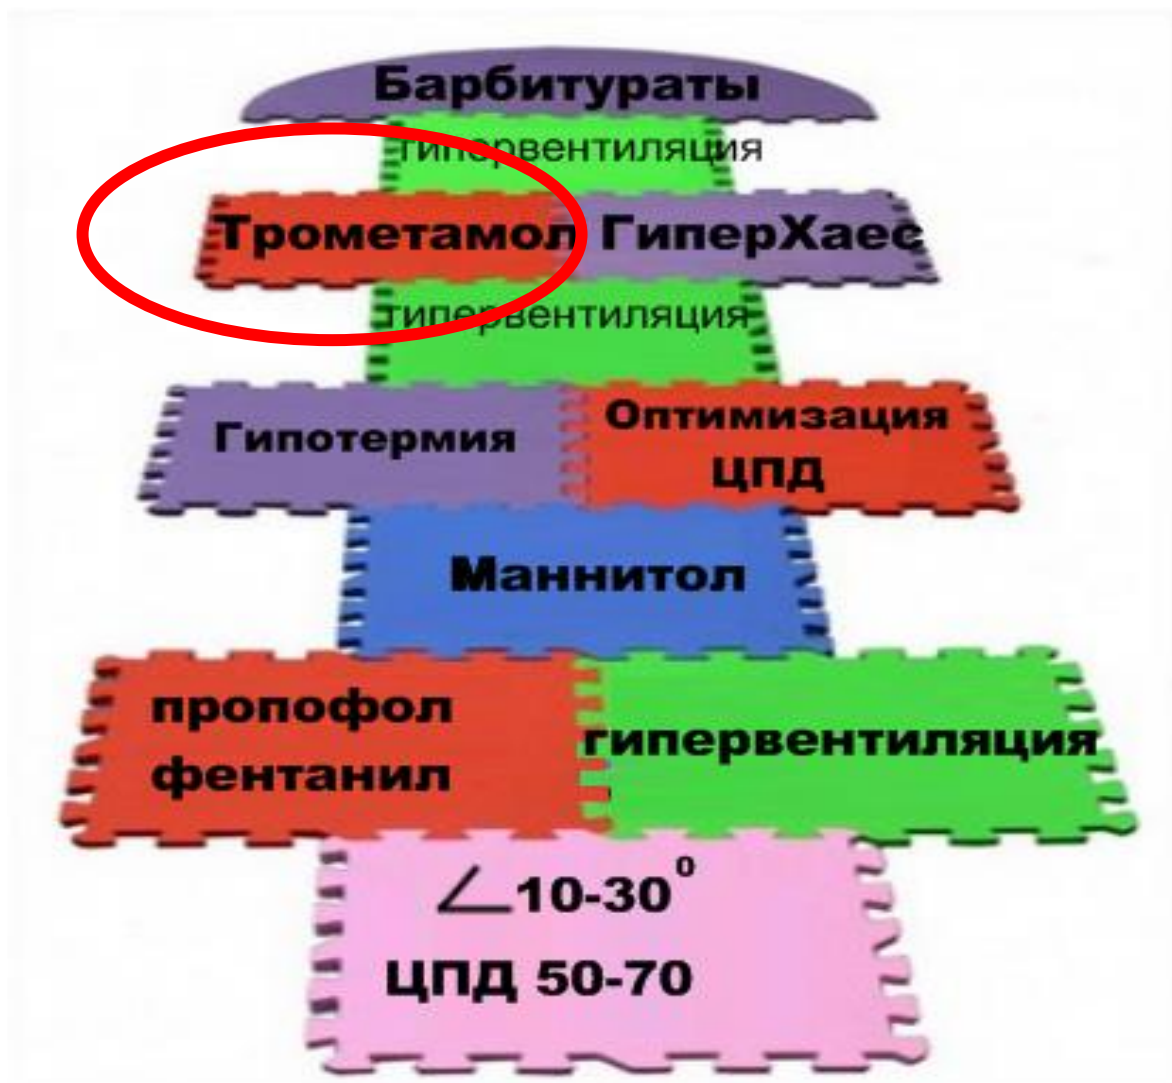 Барбитураты
гипервентиляция
Трометамол ГиперХаес
гипервентиляция
Гипотермия
Оптимизация
ЦПД
Маннитол
пропофол
фентанил
гипервентиляция
∠10-30⁰
ЦПД 50-70